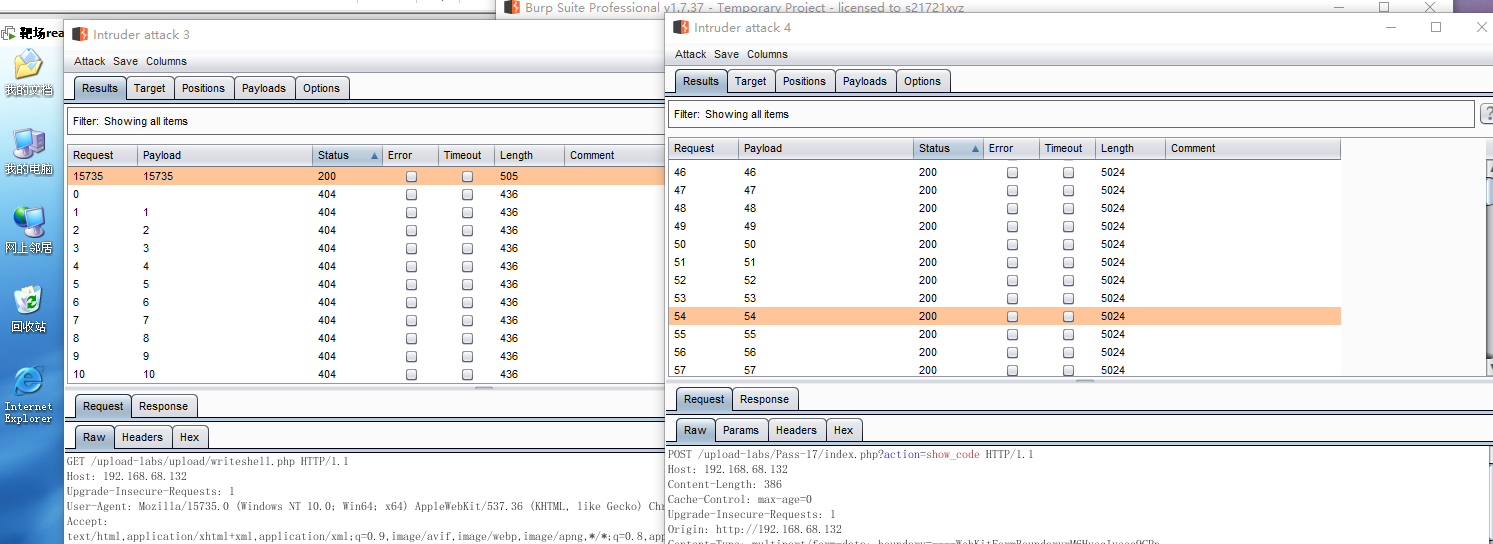 Burp Suite Professional v1.7.37 - Temporary Project - licensed to s21721xyz
靶场rea
我的文档
我的电脑
网上邻居
回收站
Internet
Explorer
Intruder attack 3
Attack Save Columns
Results Target Positions Payloads Options
Filter: Showing all items
Request Payload Status Error Timeout Length Comment
15735 15735 200 505
0 404 436
1 1 404 436
2 2 404 436
3 3 404 436
4 4 404 436
5 5 404 436
6 6 404 436
7 7 404 436
8 8 404 436
9 9 404 436
10 10 404 436
Request Response
Raw Headers Hex
GET /upload-labs/upload/writeshell.php HTTP/1.1
Host: 192.168.68.132
Upgrade-Insecure-Requests: 1
User-Agent: Mozilla/15735.0 (Windows NT 10.0; Win64; x64) AppleWebKit/537.36 (KHTML, like Gecko) Chr
Accept:
text/html,application/xhtml+xml,application/xml;q=0.9,image/avif,image/webp,image/apng,*/*;q=0.8,app
Intruder attack 4
Attack Save Columns
Results Target Positions Payloads Options
Filter: Showing all items
?
Request Payload Status Error Timeout Length Comment
46 46 200 5024
47 47 200 5024
48 48 200 5024
49 49 200 5024
50 50 200 5024
51 51 200 5024
52 52 200 5024
53 53 200 5024
54 54 200 5024
55 55 200 5024
56 56 200 5024
57 57 200 5024
Request Response
Raw Params Headers Hex
POST /upload-labs/Pass-17/index.php?action=show_code HTTP/1.1
Host: 192.168.68.132
Content-Length: 386
Cache-Control: max-age=0
Upgrade-Insecure-Requests: 1
Origin: http://192.168.68.132
Content-Type: multipart/form-data;